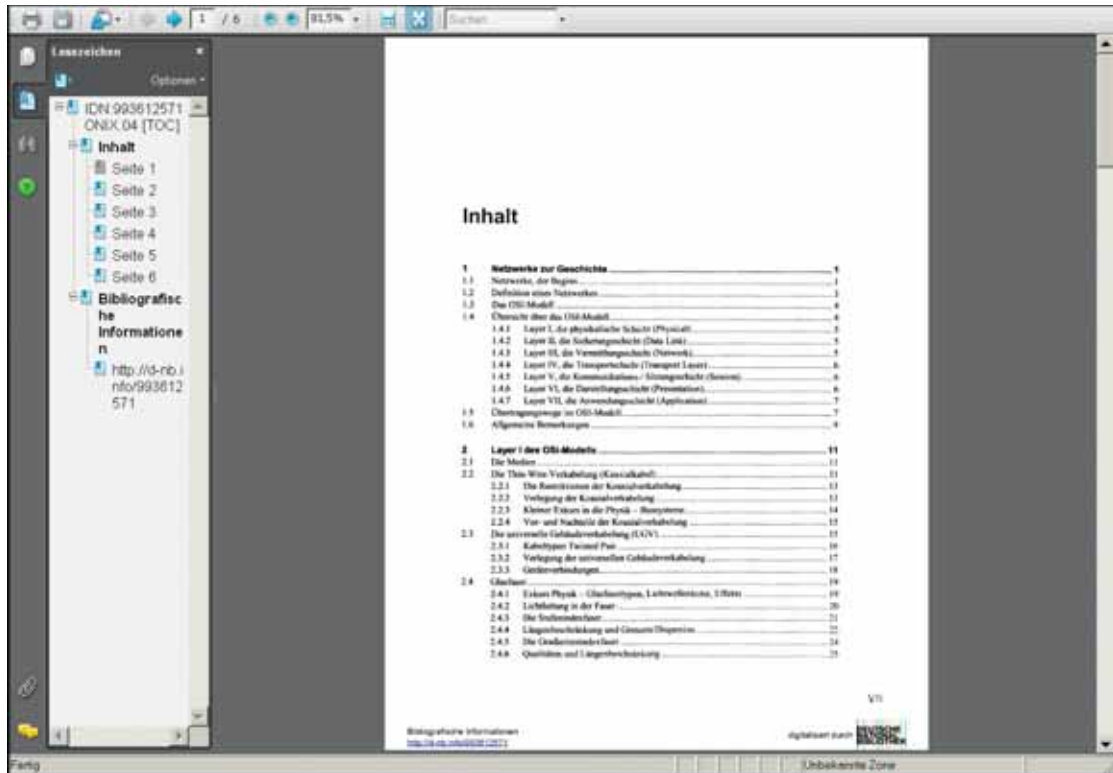 1 / 6 91,5% Suchen
Lesezeichen
Optionen
IDN:993612571
ONIX.04 [TOC]
Inhalt
Seite 1
Seite 2
Seite 3
Seite 4
Seite 5
Seite 6
Bibliografisc
he
Informatione
n
http://d-nb.i
nfo/993612
571
Inhalt
1 Netzwerke zur Geschichte 1
1.1 Netzwerke, der Beginn
1.2 Definition eines Netzwerkes 3
1.3 Das OSI-Modell 4
1.4 Übersicht über das OSI-Modell 4
1.4.1 Layer I, die physikalische Schicht (Physical) 5
1.4.2 Layer II, die Sicherungsschicht (Data Link) 5
1.4.3 Layer III, die Vermittlungsschicht (Network) 5
1.4.4 Layer IV, die Transportschicht (Transport Layer) 6
1.4.5 Layer V, die Kommunikations-/ Sitzungsschicht (Session) 6
1.4.6 Layer VI, die Darstellungsschicht (Presentation) 6
1.4.7 Layer VII, die Anwendungsschicht (Application) 7
1.5 Übertragungswege im OSI-Modell 7
1.6 Allgemeine Bemerkungen 9
2 Layer I des OSI-Modells 11
2.1 Die Medien 11
2.2 Die Thin-Wire-Verkabelung (Koaxialkabel) 11
2.2.1 Die Restriktionen der Koaxialverkabelung 13
2.2.2 Verlegung der Koaxialverkabelung 13
2.2.3 Kleiner Exkurs in die Physik – 14
2.2.4 Vor- und Nachteile der Koaxialverkabelung 15
2.3 Die universelle Gebäudeverkabelung (UGV) 15
2.3.1 Kabeltypen Twisted Pair 16
2.3.2 Verlegung der universellen Gebäudeverkabelung 17
2.3.3 Geräteverbindungen 18
2.4 Glasfaser 19
2.4.1 Exkurs Physik – Glasfasertypen, Lichtwellenleiter, Effekte 19
2.4.2 Lichtleitung in der Faser 20
2.4.3 Die Stufenindexfaser 21
2.4.4 Längenbeschränkung und Grenzen/Dispersion 22
2.4.5 Die Gradientenindexfaser 24
2.4.6 Qualitäten und Längenbeschränkung 25
VII
Bibliografische Informationen
http://d-nb.info/993612571
digitalisiert durch
Fertig Unbekannte Zone